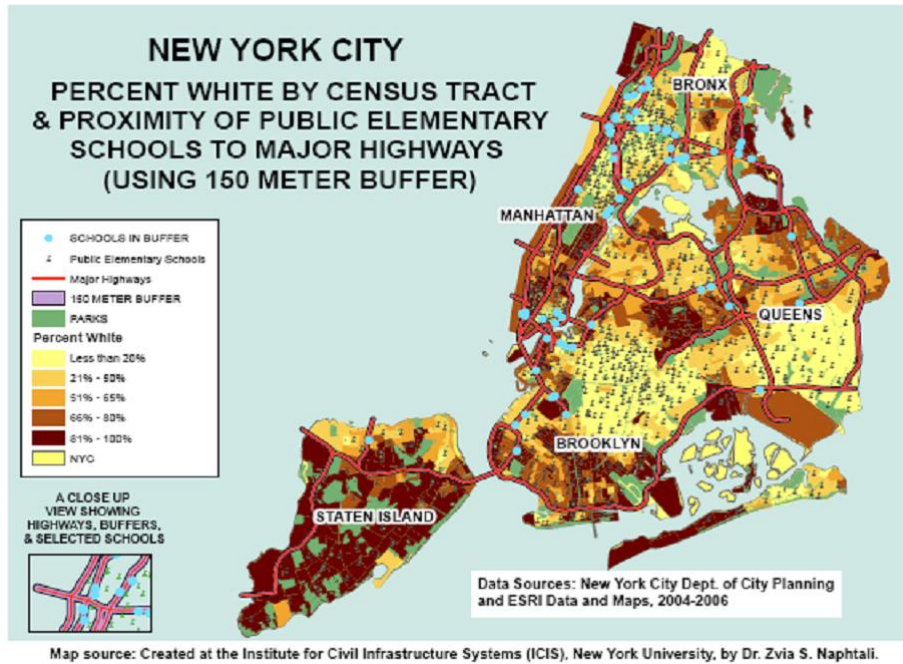 NEW YORK CITY
PERCENT WHITE BY CENSUS TRACT
& PROXIMITY OF PUBLIC ELEMENTARY
SCHOOLS TO MAJOR HIGHWAYS
(USING 150 METER BUFFER)
BRONX
MANHATTAN
QUEENS
BROOKLYN
STATEN ISLAND
SCHOOLS IN BUFFER
Public Elementary Schools
Major Highways
150 METER BUFFER
PARKS
Percent White
Less than 20%
21% - 50%
51% - 65%
66% - 80%
81% - 100%
NYC
A CLOSE UP
VIEW SHOWING
HIGHWAYS, BUFFERS,
& SELECTED SCHOOLS
Data Sources: New York City Dept. of City Planning
and ESRI Data and Maps, 2004-2006
Map source: Created at the Institute for Civil Infrastructure Systems (ICIS), New York University, by Dr. Zvia S. Naphtali.